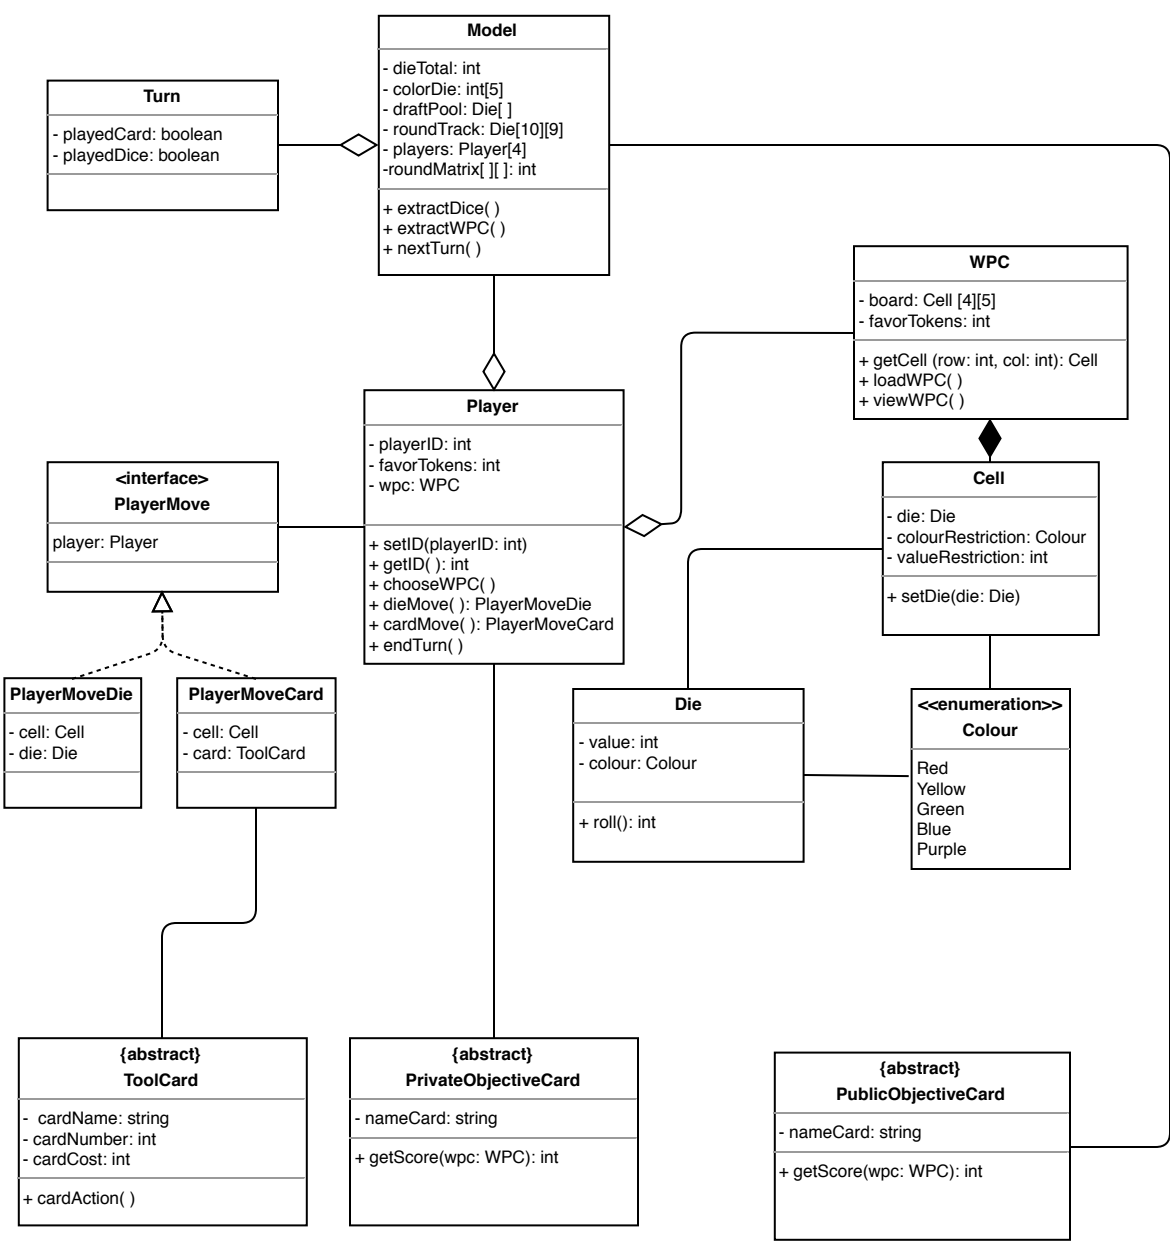 Model
- dieTotal: int
- colorDie: int[5]
- draftPool: Die[ ]
- roundTrack: Die[10][9]
- players: Player[4]
-roundMatrix[ ][ ]: int
+ extractDice( )
+ extractWPC( )
+ nextTurn( )
Turn
- playedCard: boolean
- playedDice: boolean
WPC
- board: Cell [4][5]
- favorTokens: int
+ getCell (row: int, col: int): Cell
+ loadWPC( )
+ viewWPC( )
Player
- playerID: int
- favorTokens: int
- wpc: WPC
+ setID(playerID: int)
+ getID( ): int
+ chooseWPC( )
+ dieMove( ): PlayerMoveDie
+ cardMove( ): PlayerMoveCard
+ endTurn( )
<interface>
PlayerMove
player: Player
Cell
- die: Die
- colourRestriction: Colour
- valueRestriction: int
+ setDie(die: Die)
PlayerMoveDie
- cell: Cell
- die: Die
PlayerMoveCard
- cell: Cell
- card: ToolCard
Die
- value: int
- colour: Colour
+ roll(): int
<<enumeration>>
Colour
Red
Yellow
Green
Blue
Purple
{abstract}
ToolCard
- cardName: string
- cardNumber: int
- cardCost: int
+ cardAction( )
{abstract}
PrivateObjectiveCard
- nameCard: string
+ getScore(wpc: WPC): int
{abstract}
PublicObjectiveCard
- nameCard: string
+ getScore(wpc: WPC): int